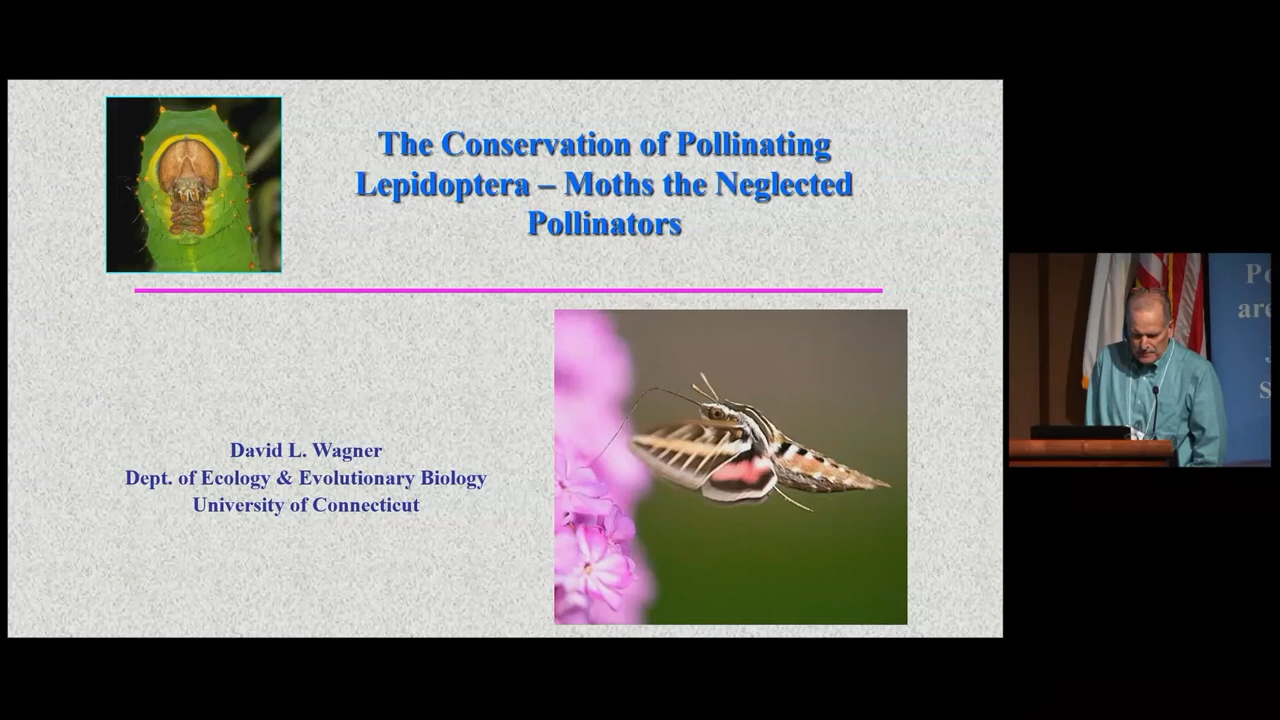 The Conservation of Pollinating
Lepidoptera – Moths the Neglected
Pollinators
David L. Wagner
Dept. of Ecology & Evolutionary Biology
University of Connecticut